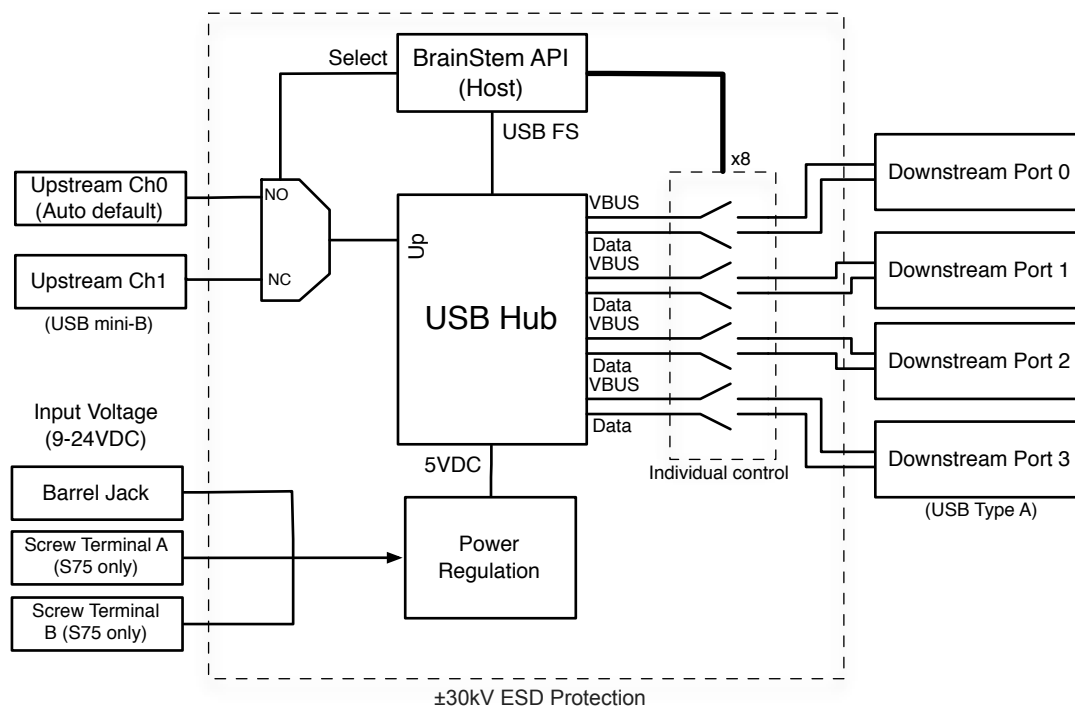 BrainStem API
(Host)
Select
USB FS
x8
Upstream Ch0
(Auto default)
NO
Upstream Ch1
NC
(USB mini-B)
Up
USB Hub
VBUS
Data
VBUS
Data
VBUS
Data
VBUS
Data
Individual control
Downstream Port 0
Downstream Port 1
Downstream Port 2
Downstream Port 3
(USB Type A)
Input Voltage
(9-24VDC)
Barrel Jack
Screw Terminal A
(S75 only)
Screw Terminal
B (S75 only)
5VDC
Power
Regulation
±30kV ESD Protection